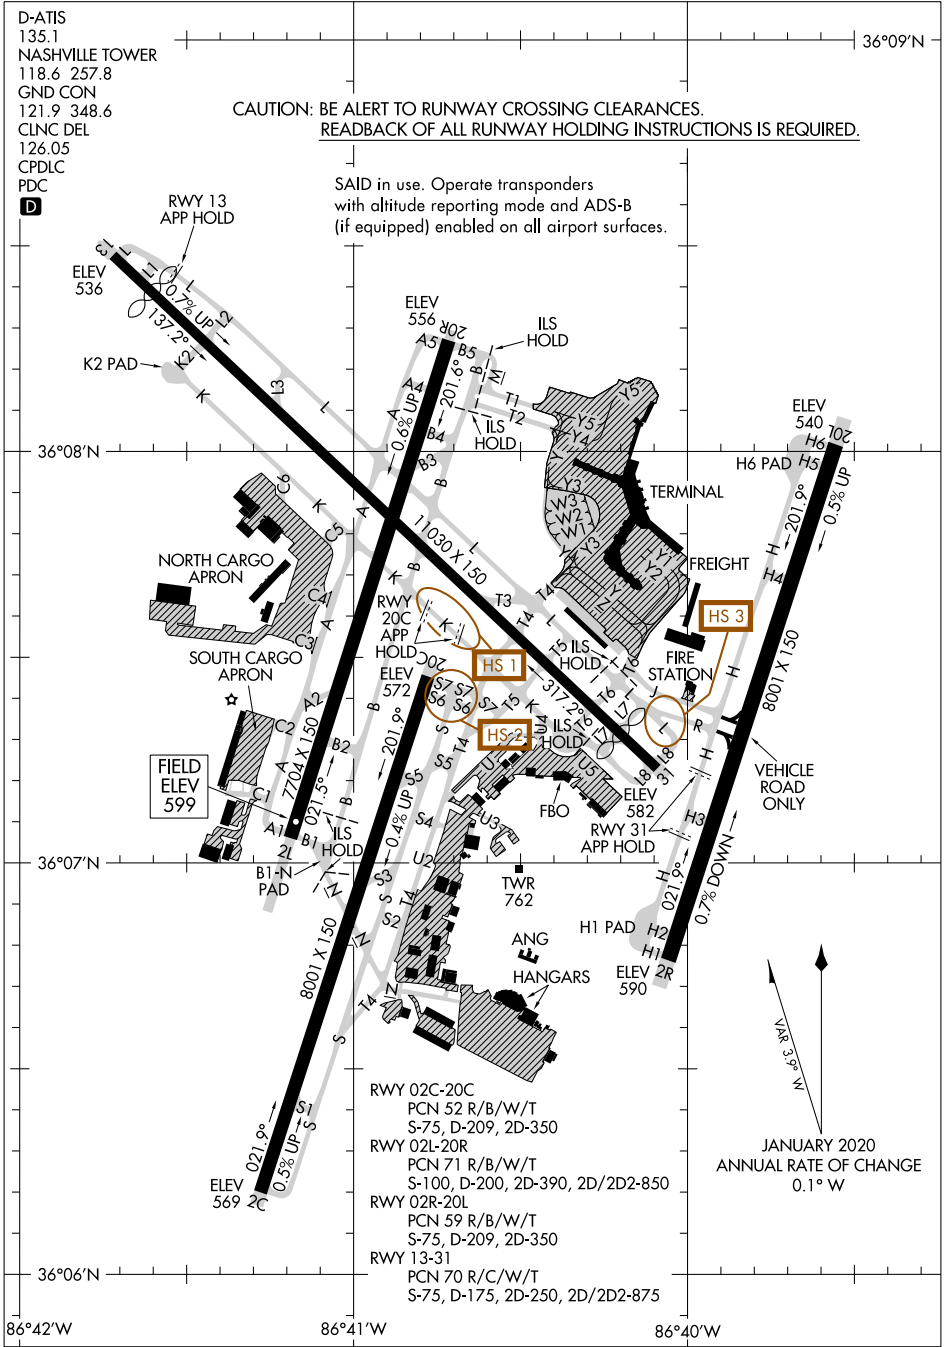 D-ATIS
135.1
NASHVILLE TOWER
118.6 257.8
GND CON
121.9 348.6
CLNC DEL
126.05
CPDLC
PDC
D
36°09'N
CAUTION: BE ALERT TO RUNWAY CROSSING CLEARANCES.
READBACK OF ALL RUNWAY HOLDING INSTRUCTIONS IS REQUIRED.
SAID in use. Operate transponders
with altitude reporting mode and ADS-B
(if equipped) enabled on all airport surfaces.
RWY 13
APP HOLD
13
L
L1
L
ELEV
536
0.7% UP
137.2°
L2
K2
K2 PAD
K
L3
L
ELEV
556
20R
A5
B5
ILS
HOLD
B
M
201.6°
A4
A
0.6% UP
B4
B3
B
T1
T2
ILS
HOLD
Y5
Y5
Y4
Y
Y3
W3
W2
W1
Y4
Y3
Y1
Y2
Y
Z
TERMINAL
ELEV
540
20L
H6
H5
H6 PAD
201.9°
0.5% UP
H
H4
36°08'N
C6
K
A
C5
11030 X 150
L
NORTH CARGO
APRON
C4
A
C3
K
B
RWY
20C
APP
HOLD
K
T3
T4
T4
L
T5
ILS
HOLD
T6
FREIGHT
HS 3
HS 1
FIRE
STATION
8001 X 150
H
SOUTH CARGO
APRON
ELEV
572
20C
S7
S7
S6
S6
S7
HS 2
317.2°
T5
K
U4
ILS
HOLD
T6
T6
L
L7
L
R
H
A2
C2
7704 X 150
B
B2
201.9°
S
T4
S5
S5
U
U5
N
L8
L8
31
ELEV
582
FBO
VEHICLE
ROAD
ONLY
FIELD
ELEV
599
A
C1
A1
2L
021.5°
B
B1
ILS
HOLD
B1-N
PAD
0.4% UP
S4
U3
U2
S3
N
H3
RWY 31
APP HOLD
36°07'N
TWR
762
021.9°
0.7% DOWN
H
S
T4
S2
N
8001 X 150
H1 PAD
H2
H1
ELEV
590
2R
ANG
E
HANGARS
N
T4
S
VAR 3.9° W
S1
S
021.9°
0.5% UP
ELEV
569
2C
RWY 02C-20C
PCN 52 R/B/W/T
S-75, D-209, 2D-350
RWY 02L-20R
PCN 71 R/B/W/T
S-100, D-200, 2D-390, 2D/2D2-850
RWY 02R-20L
PCN 59 R/B/W/T
S-75, D-209, 2D-350
RWY 13-31
PCN 70 R/C/W/T
S-75, D-175, 2D-250, 2D/2D2-875
JANUARY 2020
ANNUAL RATE OF CHANGE
0.1° W
36°06'N
86°42'W
86°41'W
86°40'W